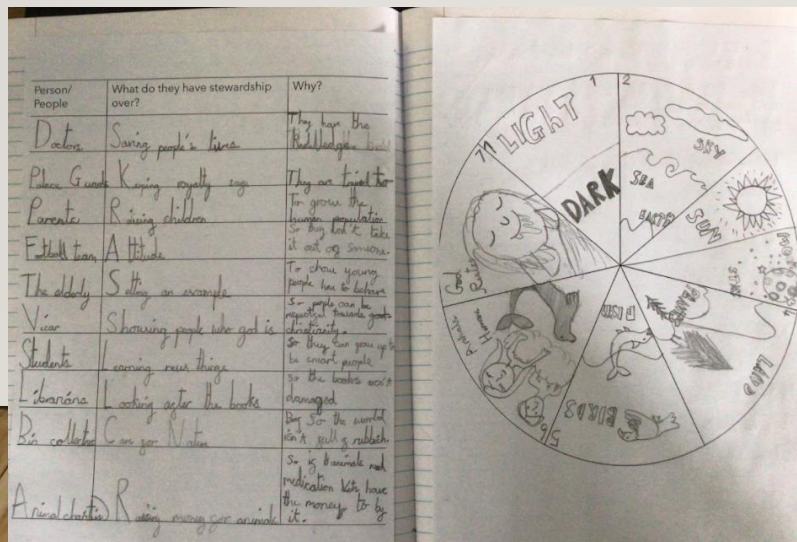 Person/
People
What do they have stewardship
over?
Why?
Doctors
Saving people's lives
They have the
Palace Guards
Keeping royalty safe
They are trained to
Parents
Raising children
To grow the
human population
Football team
Attitude
So they don't take
it out on someone.
The elderly
Setting an example
To show young
people how to behave
Vicar
Showing people who god is
So people can be
respectful towards
christianity.
Students
Learning new things
So they can grow up to
be smart people
Librarians
Looking after the books
So the books won't
damaged
Bin collectors
Care for Nature
So the world
isn't full of rubbish.
Animal charities
Raising money for animals
So if animals need
medication Vets have
the money to by
it.
1
LIGHT
DARK
2
SKY
SEA
EARTH
SUN
LAND
FISH
BIRDS
5
6
Humans
God
7